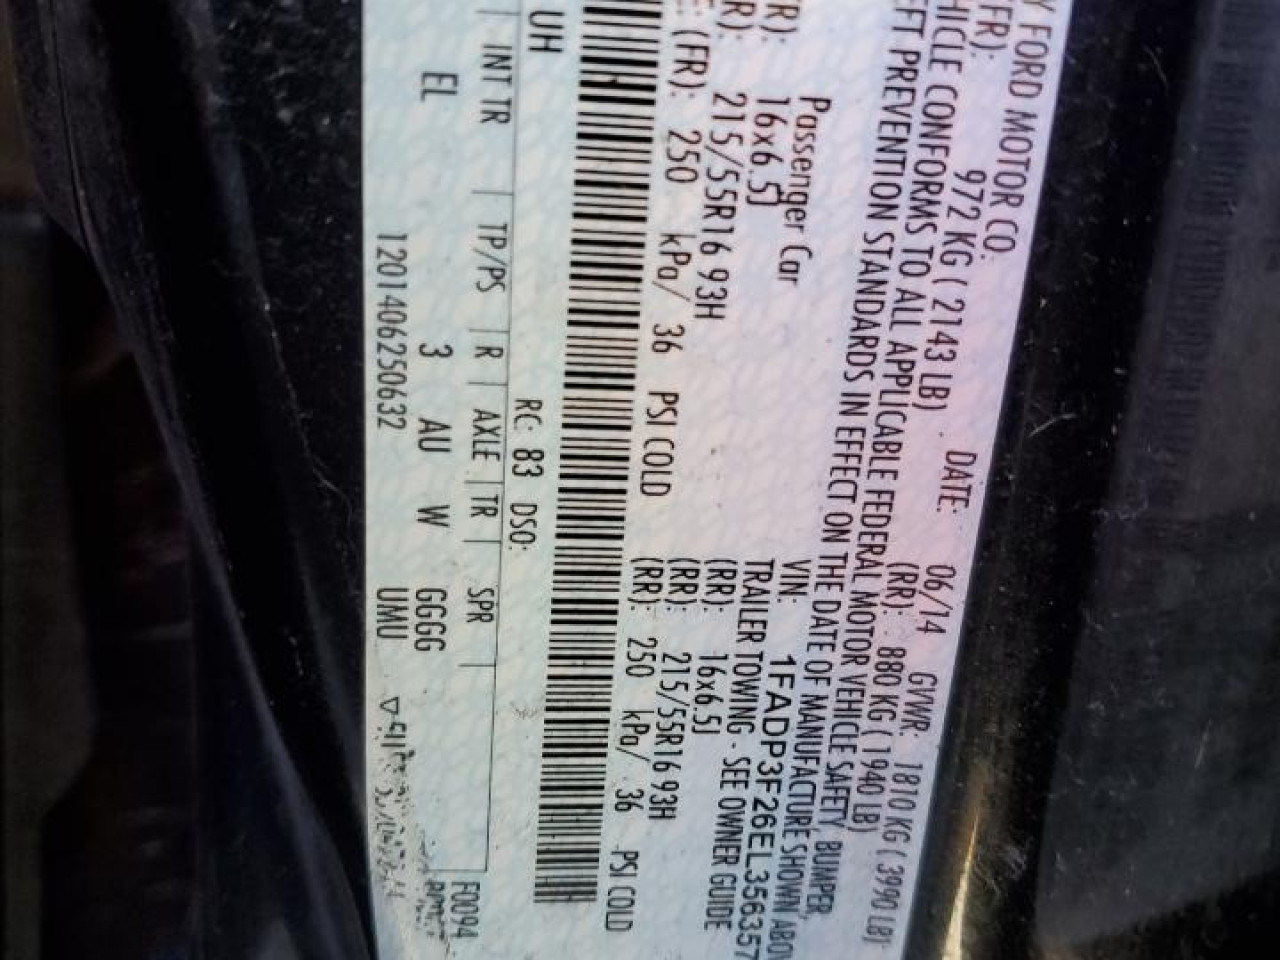 Y FORD MOTOR CO.
DATE: 06/14 GVWR: 1810 KG ( 3990 LB)
FR): 972 KG ( 2143 LB) (RR): 880 KG ( 1940 LB)
HICLE CONFORMS TO ALL APPLICABLE FEDERAL MOTOR VEHICLE SAFETY, BUMPER,
EFT PREVENTION STANDARDS IN EFFECT ON THE DATE OF MANUFACTURE SHOWN ABOV
VIN: 1FADP3F26EL356357
Passenger Car TRAILER TOWING - SEE OWNER GUIDE
R): 16x6.5J (RR): 16x6.5J
R): 215/55R16 93H (RR): 215/55R16 93H
: (FR): 250 kPa/ 36 PSI COLD (RR): 250 kPa/ 36 PSI COLD
UH RC: 83 DSO: F0094
INT TR TP/PS R AXLE TR SPR
EL 3 AU W GGGG
1201406250632 UMU